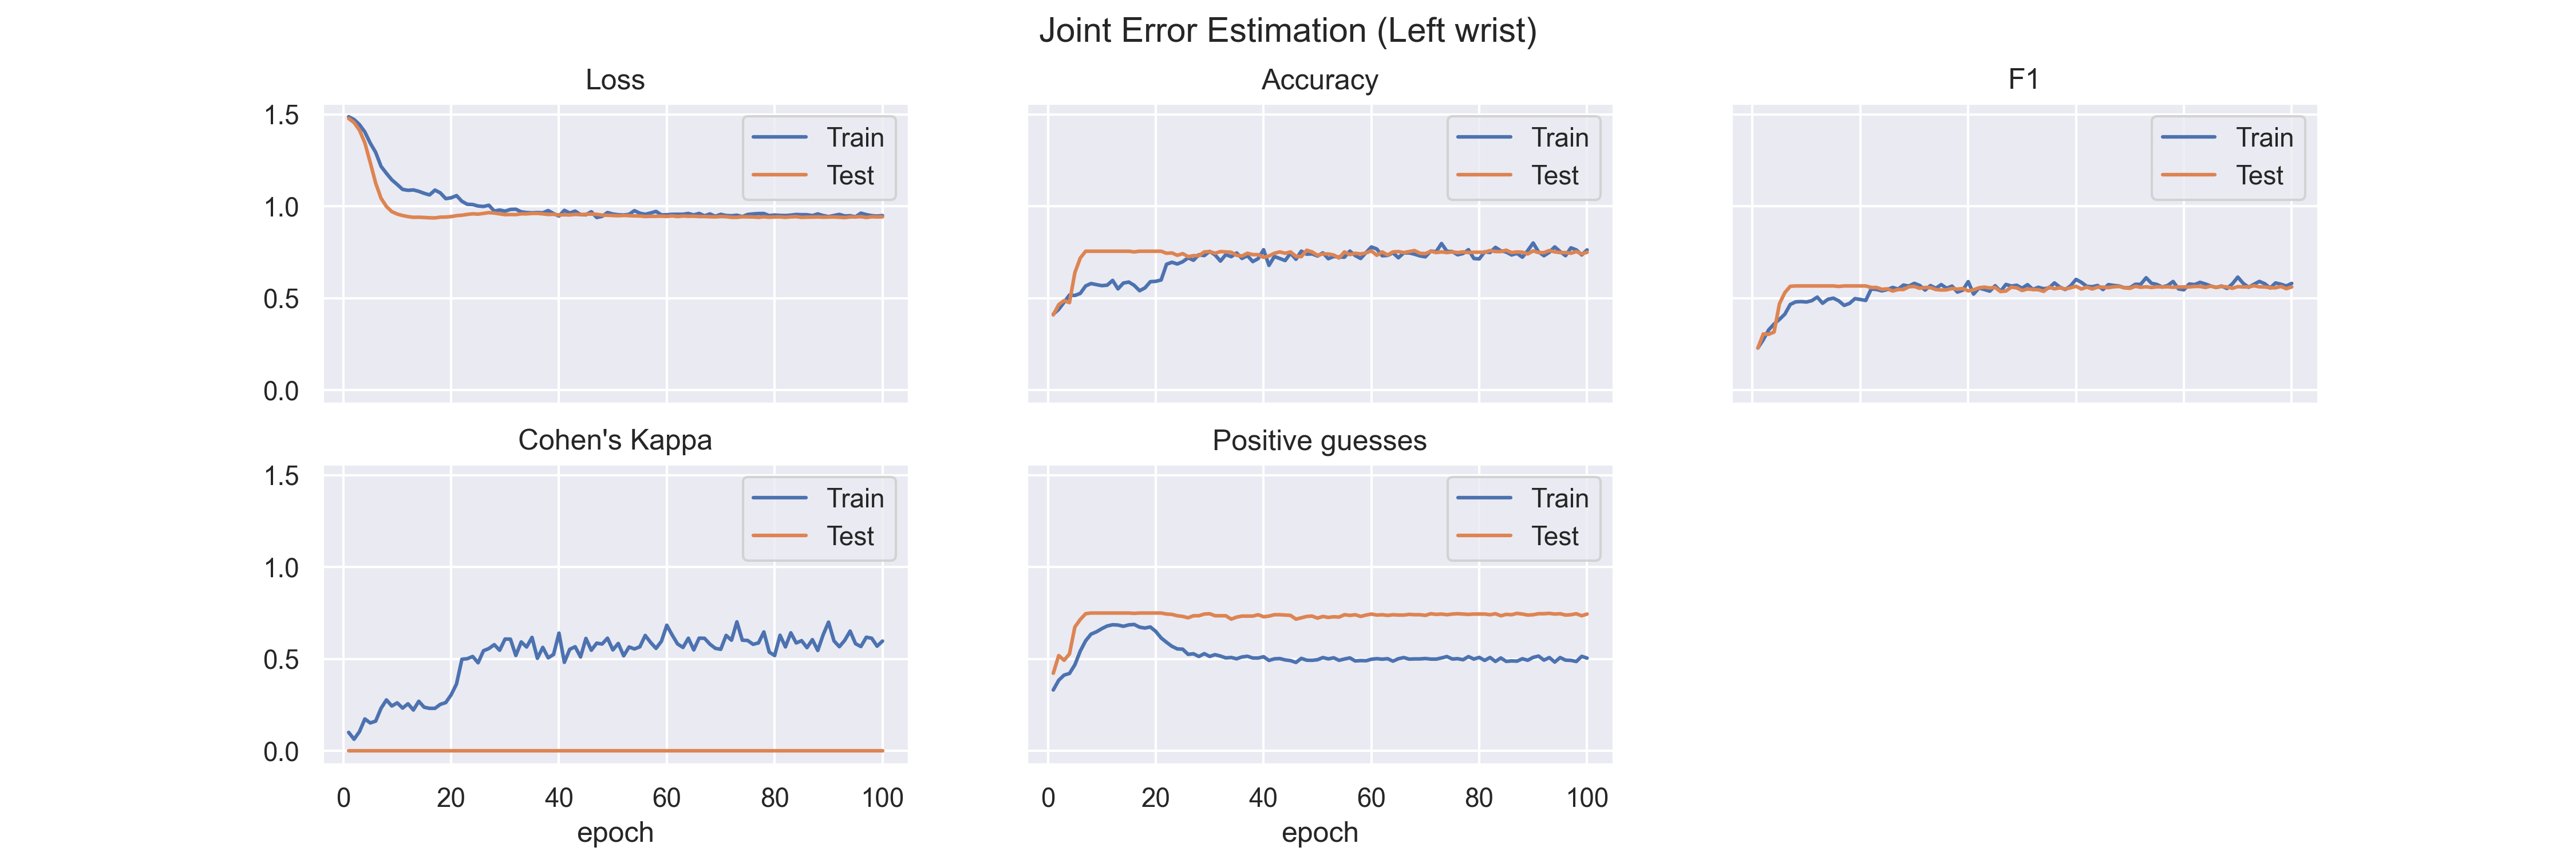 Joint Error Estimation (Left wrist)
Loss
Accuracy
F1
1.5
1.0
0.5
0.0
Train
Test
Train
Test
Train
Test
Cohen's Kappa
Positive guesses
1.5
1.0
0.5
0.0
Train
Test
Train
Test
0 20 40 60 80 100
epoch
0 20 40 60 80 100
epoch